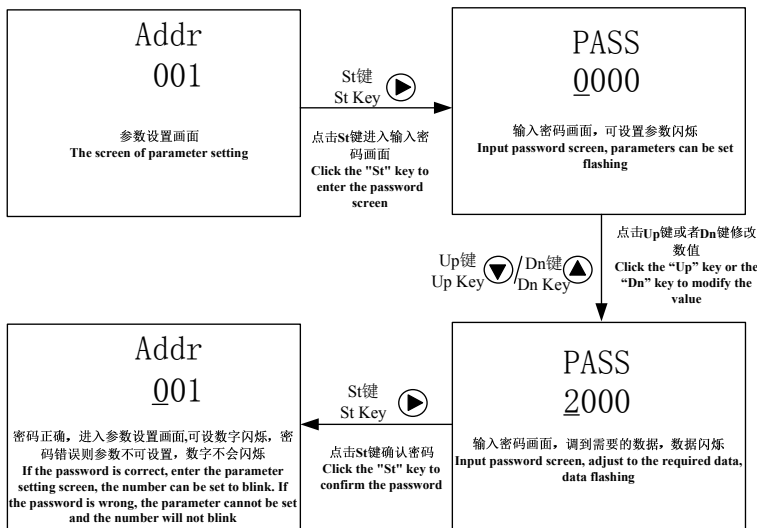 Addr
001
参数设置画面
The screen of parameter setting
St键
St Key
点击St键进入输入密
码画面
Click the "St" key to
enter the password
screen
PASS
0000
输入密码画面，可设置参数闪烁
Input password screen, parameters can be set
flashing
Up键
Up Key
/
Dn键
Dn Key
点击Up键或者Dn键修改
数值
Click the “Up” key or the
“Dn” key to modify the
value
PASS
2000
输入密码画面，调到需要的数据，数据闪烁
Input password screen, adjust to the required data,
data flashing
St键
St Key
点击St键确认密码
Click the "St" key to
confirm the password
Addr
001
密码正确，进入参数设置画面,可设数字闪烁，密
码错误则参数不可设置，数字不会闪烁
If the password is correct, enter the parameter
setting screen, the number can be set to blink. If
the password is wrong, the parameter cannot be set
and the number will not blink